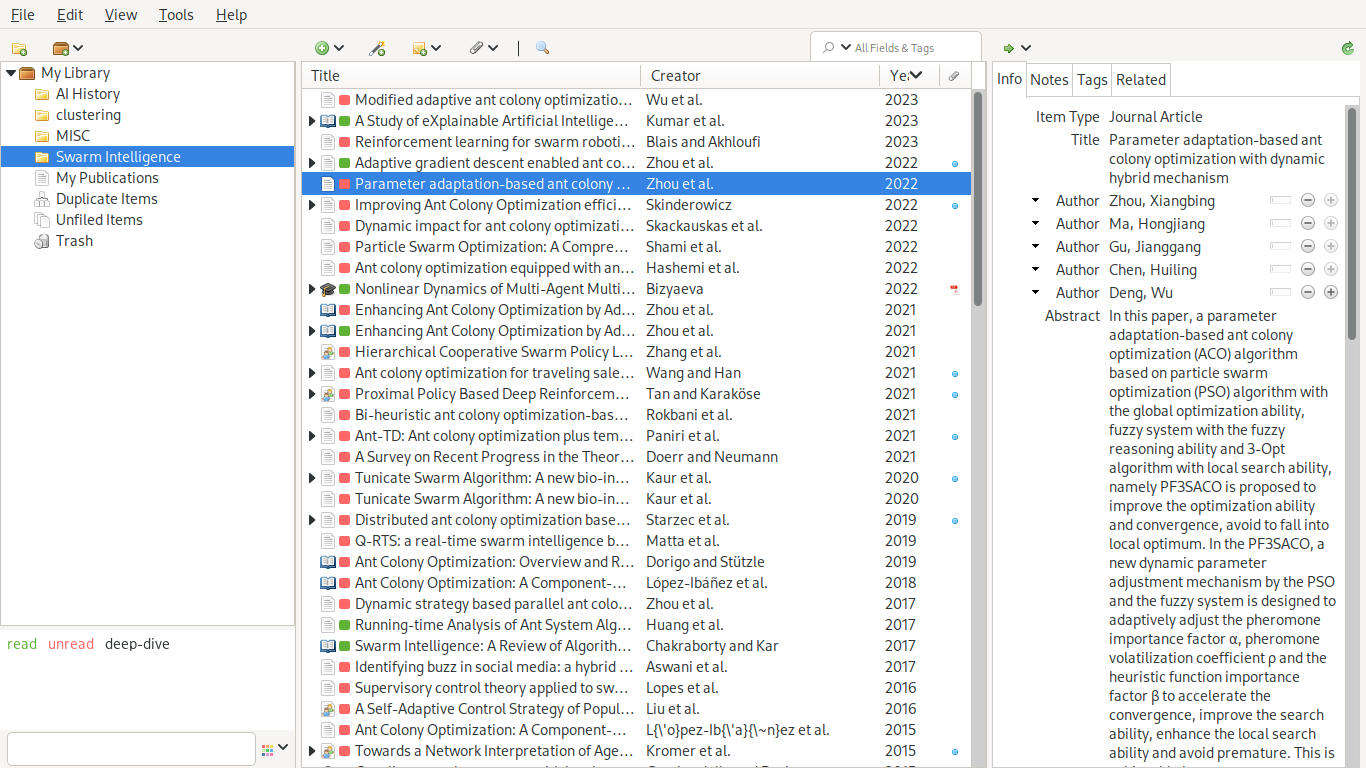 File Edit View Tools Help
All Fields & Tags
My Library
AI History
clustering
MISC
Swarm Intelligence
My Publications
Duplicate Items
Unfiled Items
Trash
read unread deep-dive
Title Creator Ye
Modified adaptive ant colony optimizatio... Wu et al. 2023
A Study of eXplainable Artificial Intellige... Kumar et al. 2023
Reinforcement learning for swarm roboti... Blais and Akhloufi 2023
Adaptive gradient descent enabled ant co... Zhou et al. 2022
Parameter adaptation-based ant colony ... Zhou et al. 2022
Improving Ant Colony Optimization effici... Skinderowicz 2022
Dynamic impact for ant colony optimizati... Skackauskas et al. 2022
Particle Swarm Optimization: A Compre... Shami et al. 2022
Ant colony optimization equipped with an... Hashemi et al. 2022
Nonlinear Dynamics of Multi-Agent Multi... Bizyaeva 2022
Enhancing Ant Colony Optimization by Ad... Zhou et al. 2021
Enhancing Ant Colony Optimization by Ad... Zhou et al. 2021
Hierarchical Cooperative Swarm Policy L... Zhang et al. 2021
Ant colony optimization for traveling sale... Wang and Han 2021
Proximal Policy Based Deep Reinforcem... Tan and Karaköse 2021
Bi-heuristic ant colony optimization-bas... Rokbani et al. 2021
Ant-TD: Ant colony optimization plus tem... Paniri et al. 2021
A Survey on Recent Progress in the Theor... Doerr and Neumann 2021
Tunicate Swarm Algorithm: A new bio-in... Kaur et al. 2020
Tunicate Swarm Algorithm: A new bio-in... Kaur et al. 2020
Distributed ant colony optimization base... Starzec et al. 2019
Q-RTS: a real-time swarm intelligence b... Matta et al. 2019
Ant Colony Optimization: Overview and R... Dorigo and Stützle 2019
Ant Colony Optimization: A Component-... López-Ibáñez et al. 2018
Dynamic strategy based parallel ant colo... Zhou et al. 2017
Running-time Analysis of Ant System Alg... Huang et al. 2017
Swarm Intelligence: A Review of Algorith... Chakraborty and Kar 2017
Identifying buzz in social media: a hybrid ... Aswani et al. 2017
Supervisory control theory applied to sw... Lopes et al. 2016
A Self-Adaptive Control Strategy of Popul... Liu et al. 2016
Ant Colony Optimization: A Component-... L{\'o}pez-Ib{\'a}{\~n}ez et al. 2015
Towards a Network Interpretation of Age... Kromer et al. 2015
Info Notes Tags Related
Item Type Journal Article
Title Parameter adaptation-based ant
colony optimization with dynamic
hybrid mechanism
Author Zhou, Xiangbing
Author Ma, Hongjiang
Author Gu, Jianggang
Author Chen, Huiling
Author Deng, Wu
Abstract In this paper, a parameter
adaptation-based ant colony
optimization (ACO) algorithm
based on particle swarm
optimization (PSO) algorithm with
the global optimization ability,
fuzzy system with the fuzzy
reasoning ability and 3-Opt
algorithm with local search ability,
namely PF3SACO is proposed to
improve the optimization ability
and convergence, avoid to fall into
local optimum. In the PF3SACO, a
new dynamic parameter
adjustment mechanism by the PSO
and the fuzzy system is designed to
adaptively adjust the pheromone
importance factor α, pheromone
volatilization coefficient ρ and the
heuristic function importance
factor β to accelerate the
convergence, improve the search
ability, enhance the local search
ability and avoid premature. This is